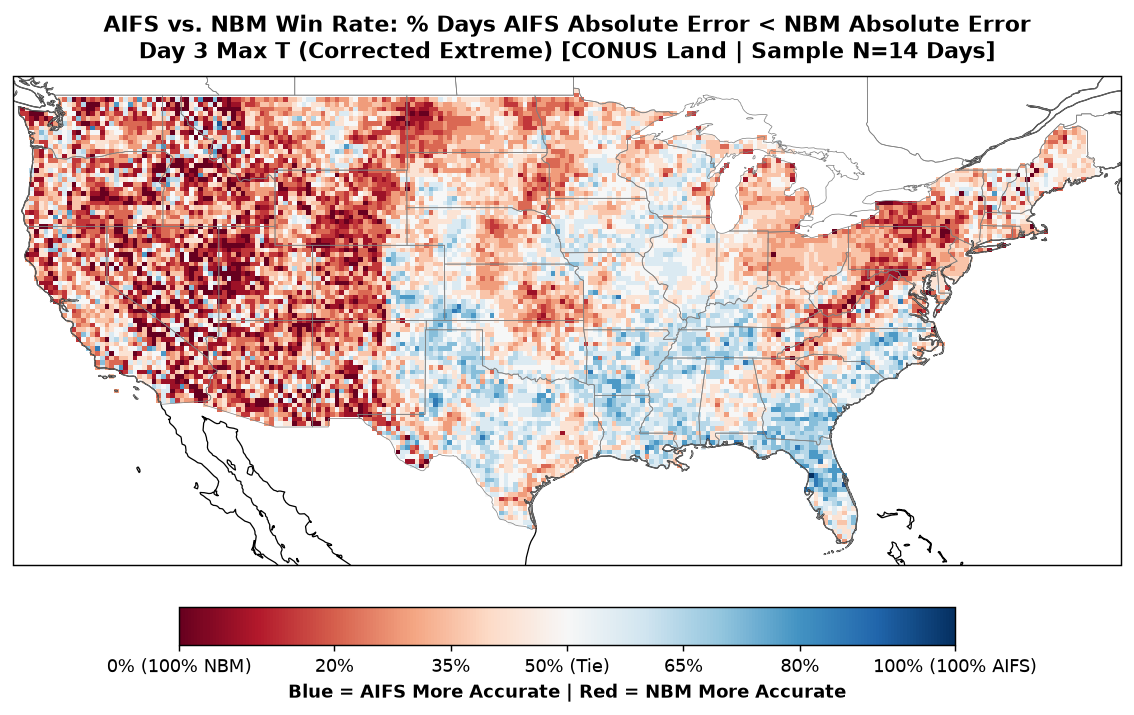 AIFS vs. NBM Win Rate: % Days AIFS Absolute Error < NBM Absolute Error
Day 3 Max T (Corrected Extreme) [CONUS Land | Sample N=14 Days]
0% (100% NBM) 20% 35% 50% (Tie) 65% 80% 100% (100% AIFS)
Blue = AIFS More Accurate | Red = NBM More Accurate